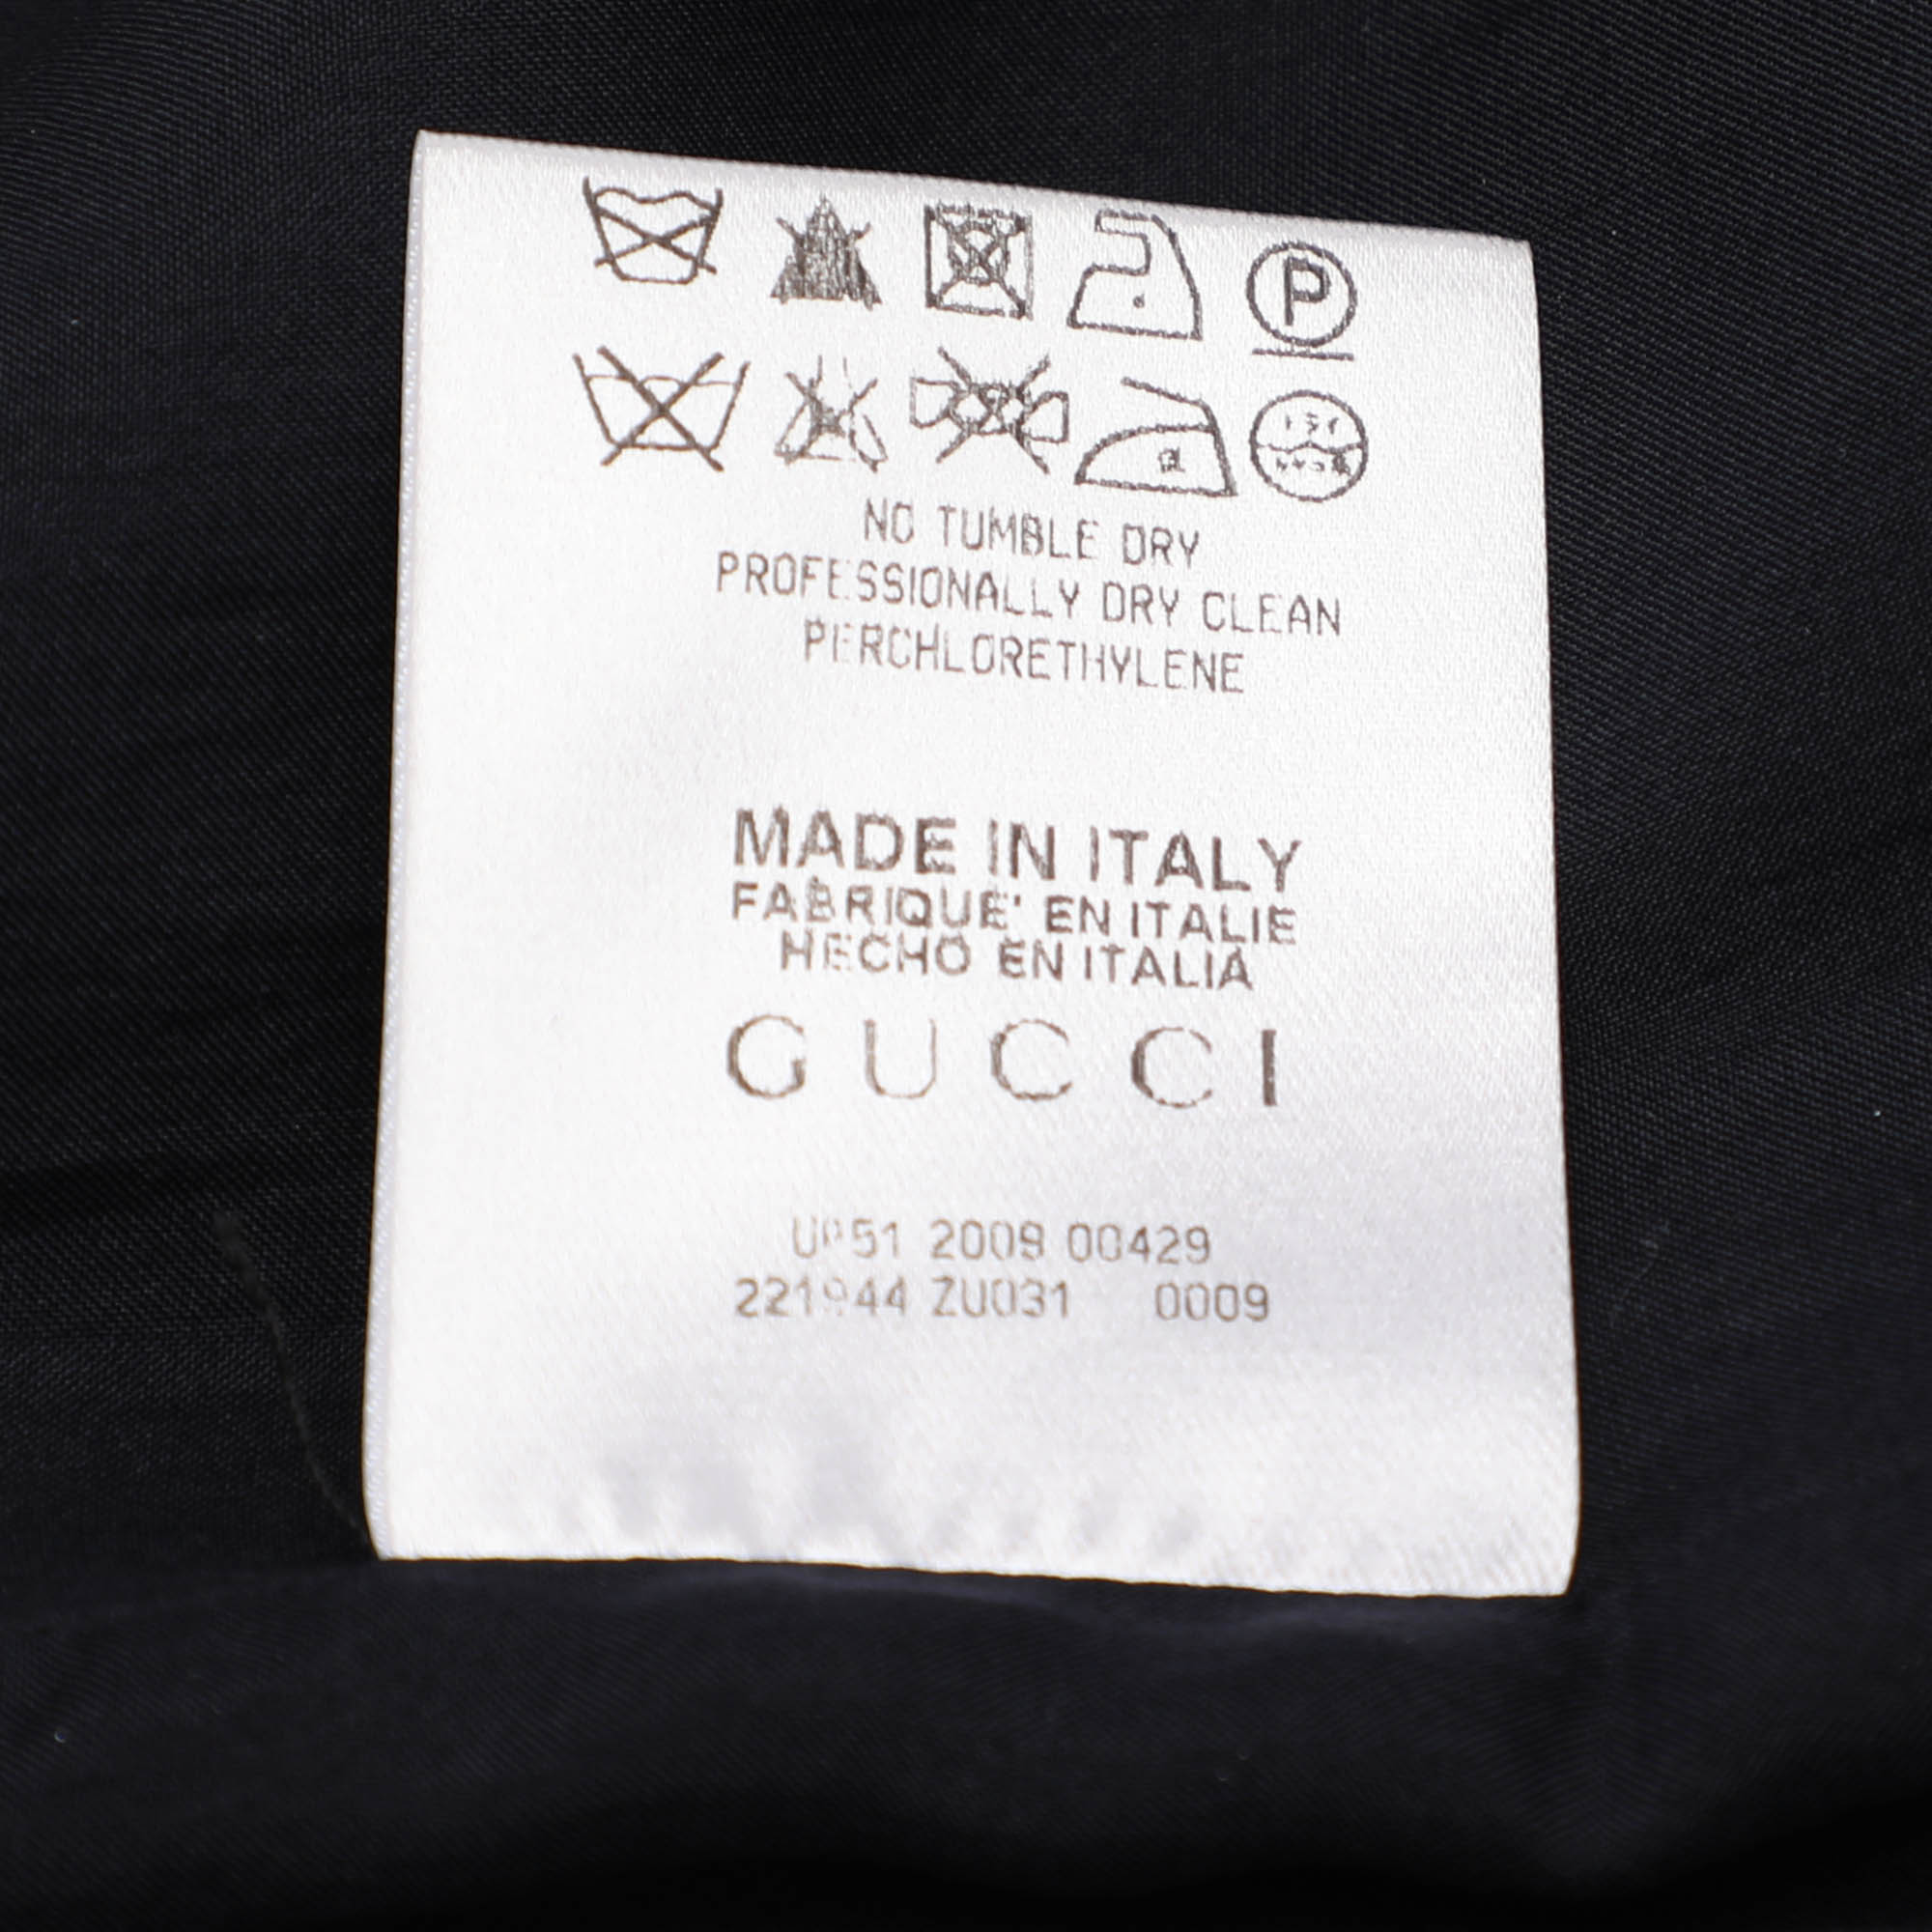 P
NO TUMBLE DRY
PROFESSIONALLY DRY CLEAN
PERCHLORETHYLENE
MADE IN ITALY
FABRIQUE' EN ITALIE
HECHO EN ITALIA
GUCCI
2009 00429
221944 ZU031 0009